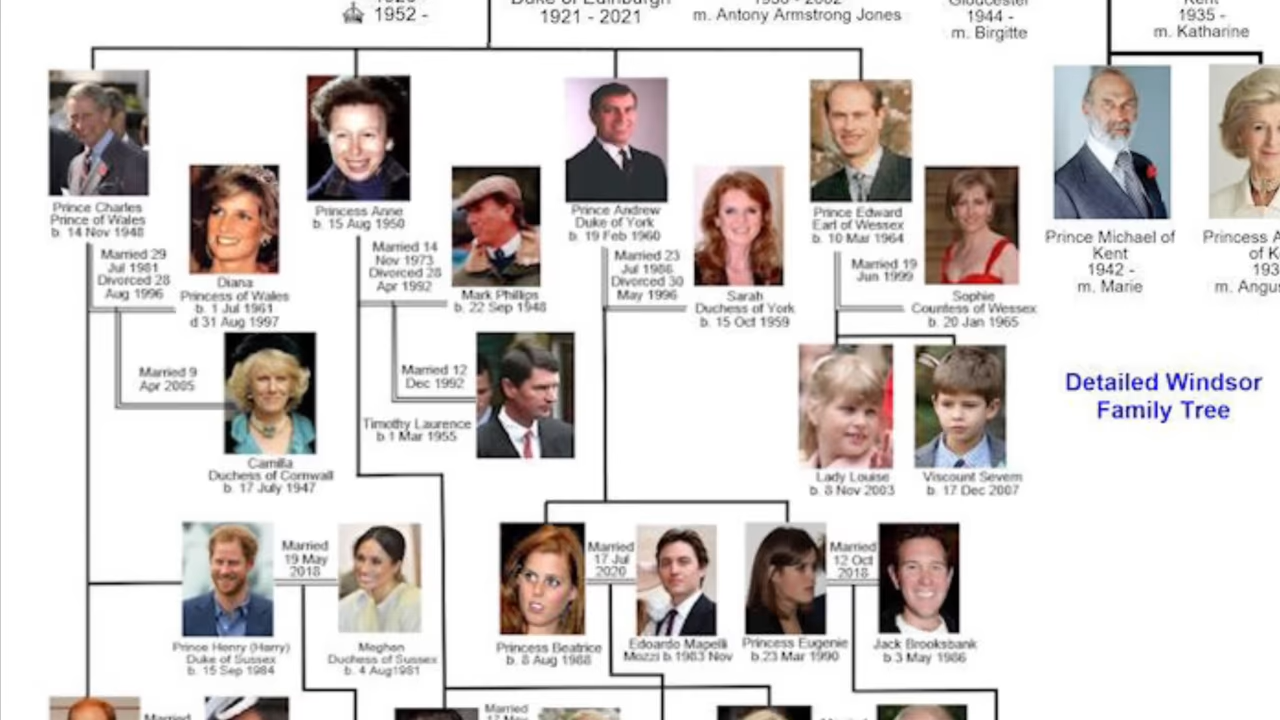 1952 -
Duke of Edinburgh
1921 - 2021
m. Antony Armstrong Jones
Gloucester
1944 -
m. Birgitte
Kent
1935 -
m. Katharine
Prince Charles
Prince of Wales
b. 14 Nov 1948
Married 29
Jul 1981
Divorced 28
Aug 1996
Diana
Princess of Wales
b. 1 Jul 1961
d 31 Aug 1997
Married 9
Apr 2005
Camilla
Duchess of Cornwall
b. 17 July 1947
Princess Anne
b. 15 Aug 1950
Married 14
Nov 1973
Divorced 28
Apr 1992
Mark Phillips
b. 22 Sep 1948
Married 12
Dec 1992
Timothy Laurence
b.1 Mar 1955
Prince Andrew
Duke of York
b. 19 Feb 1960
Married 23
Jul 1986
Divorced 30
May 1996
Sarah
Duchess of York
b. 15 Oct 1959
Prince Edward
Earl of Wessex
b. 10 Mar 1964
Married 19
Jun 1999
Sophie
Countess of Wessex
b. 20 Jan 1965
Lady Louise
b. 8 Nov 2003
Viscount Severn
b. 17 Dec 2007
Prince Michael of
Kent
1942 -
m. Marie
Princess A
of K
193
m. Angus
Detailed Windsor
Family Tree
Prince Henry (Harry)
Duke of Sussex
b. 15 Sep 1984
Married
19 May
2018
Meghan
Duchess of Sussex
b. 4 Aug1981
Princess Beatrice
b. 8 Aug 1988
Married
17 Jul
2020
Edoardo Mapelli
Mozzi b.1983 Nov
Princess Eugenie
b.23 Mar 1990
Married
12 Oct
2018
Jack Brooksbank
b.3 May 1986
Married
Married
17 May